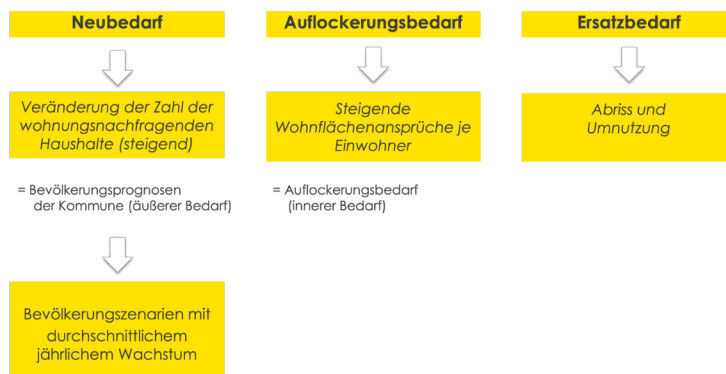 Neubedarf
Veränderung der Zahl der
wohnungsnachfragenden
Haushalte (steigend)
= Bevölkerungsprognosen
der Kommune (äußerer Bedarf)
Bevölkerungszenarien mit
durchschnittlichem
jährlichem Wachstum
Auflockerungsbedarf
Steigende
Wohnflächenansprüche je
Einwohner
= Auflockerungsbedarf
(innerer Bedarf)
Ersatzbedarf
Abriss und
Umnutzung